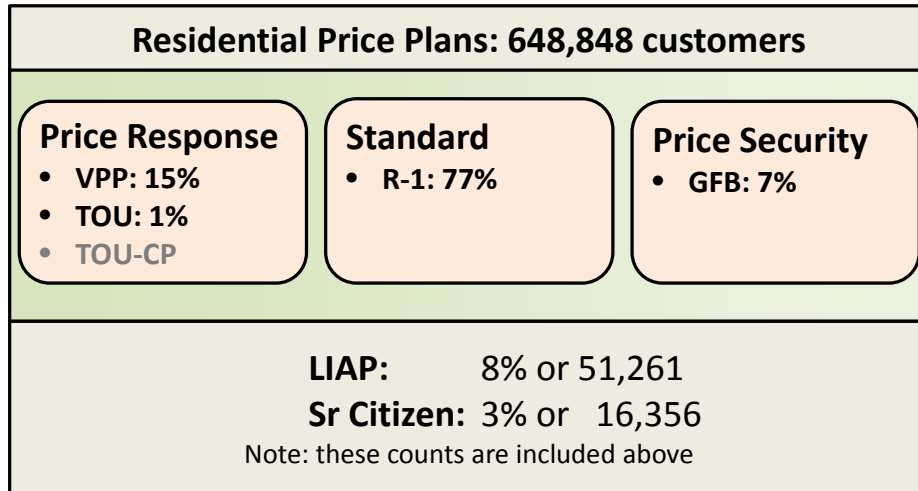 Residential Price Plans: 648,848 customers
Price Response
• VPP: 15%
• TOU: 1%
• TOU-CP
Standard
• R-1: 77%
Price Security
• GFB: 7%
LIAP: 8% or 51,261
Sr Citizen: 3% or 16,356
Note: these counts are included above